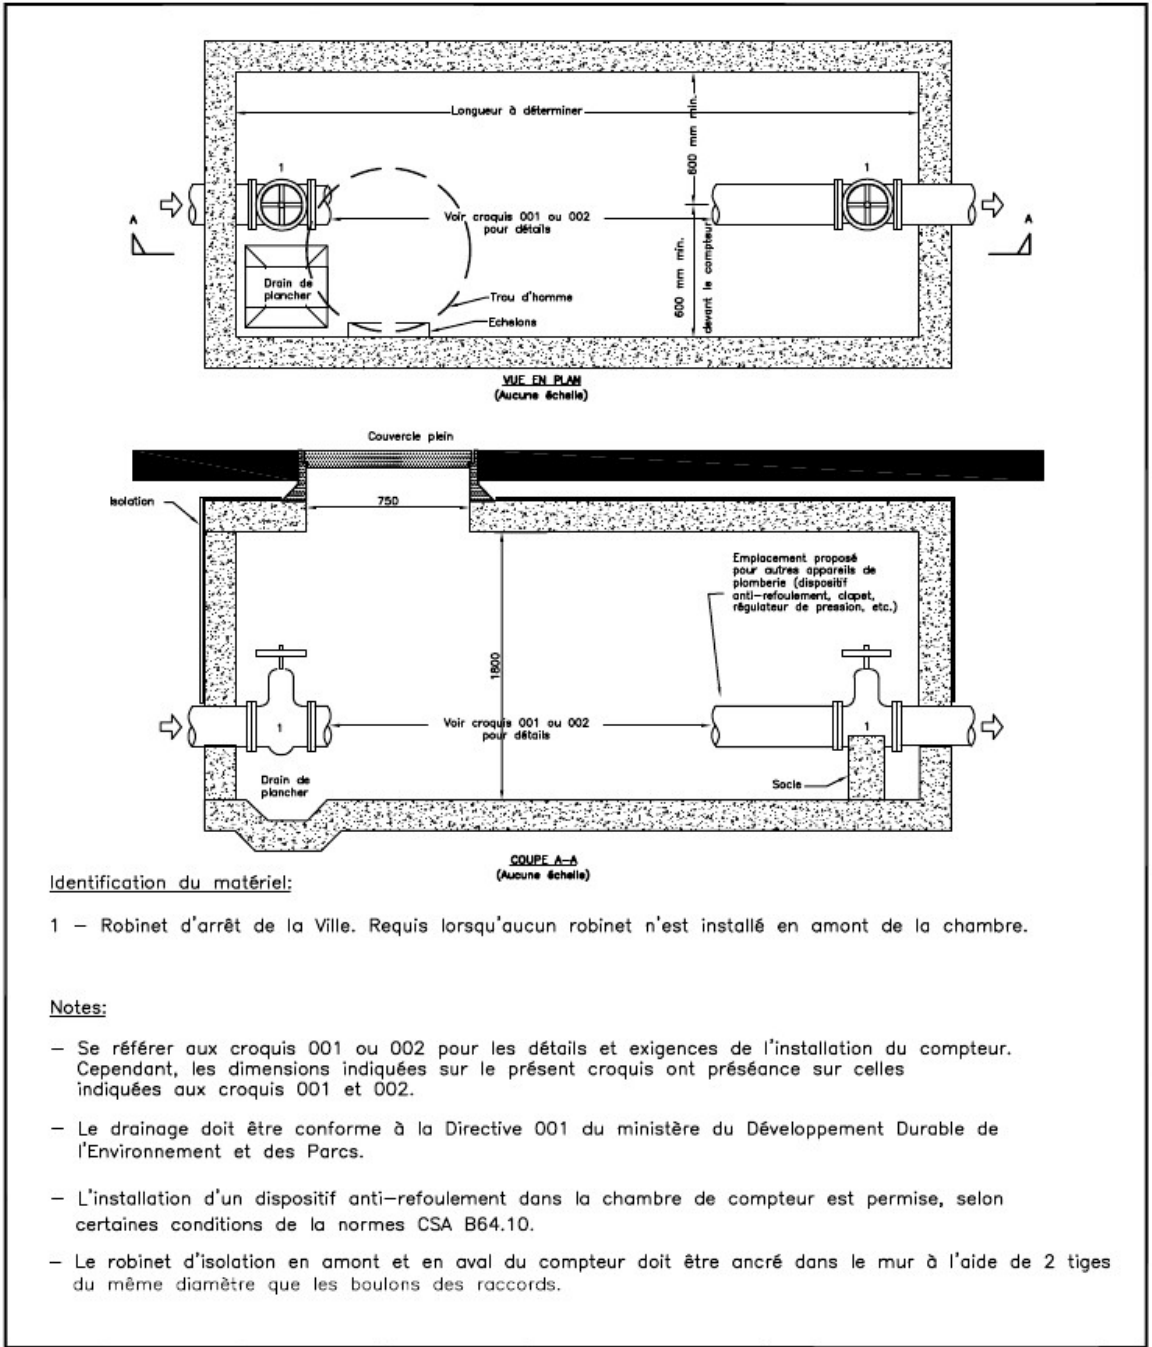 Longueur à déterminer
600 mm min.
1
1
A
A
Voir croquis 001 ou 002
pour détails
600 mm min.
devant le compteur
Drain de
plancher
Trou d'homme
Echelons
VUE EN PLAN
(Aucune échelle)
Couvercle plein
Isolation
750
Emplacement proposé
pour autres appareils de
plomberie (dispositif
anti-refoulement, clapet,
régulateur de pression, etc.)
1800
1
Voir croquis 001 ou 002
pour détails
1
Drain de
plancher
Socle
COUPE A-A
(Aucune échelle)
Identification du matériel:
1 – Robinet d'arrêt de la Ville. Requis lorsqu'aucun robinet n'est installé en amont de la chambre.
Notes:
– Se référer aux croquis 001 ou 002 pour les détails et exigences de l'installation du compteur.
Cependant, les dimensions indiquées sur le présent croquis ont préséance sur celles
indiquées aux croquis 001 et 002.
– Le drainage doit être conforme à la Directive 001 du ministère du Développement Durable de
l'Environnement et des Parcs.
– L'installation d'un dispositif anti-refoulement dans la chambre de compteur est permise, selon
certaines conditions de la normes CSA B64.10.
– Le robinet d'isolation en amont et en aval du compteur doit être ancré dans le mur à l'aide de 2 tiges
du même diamètre que les boulons des raccords.